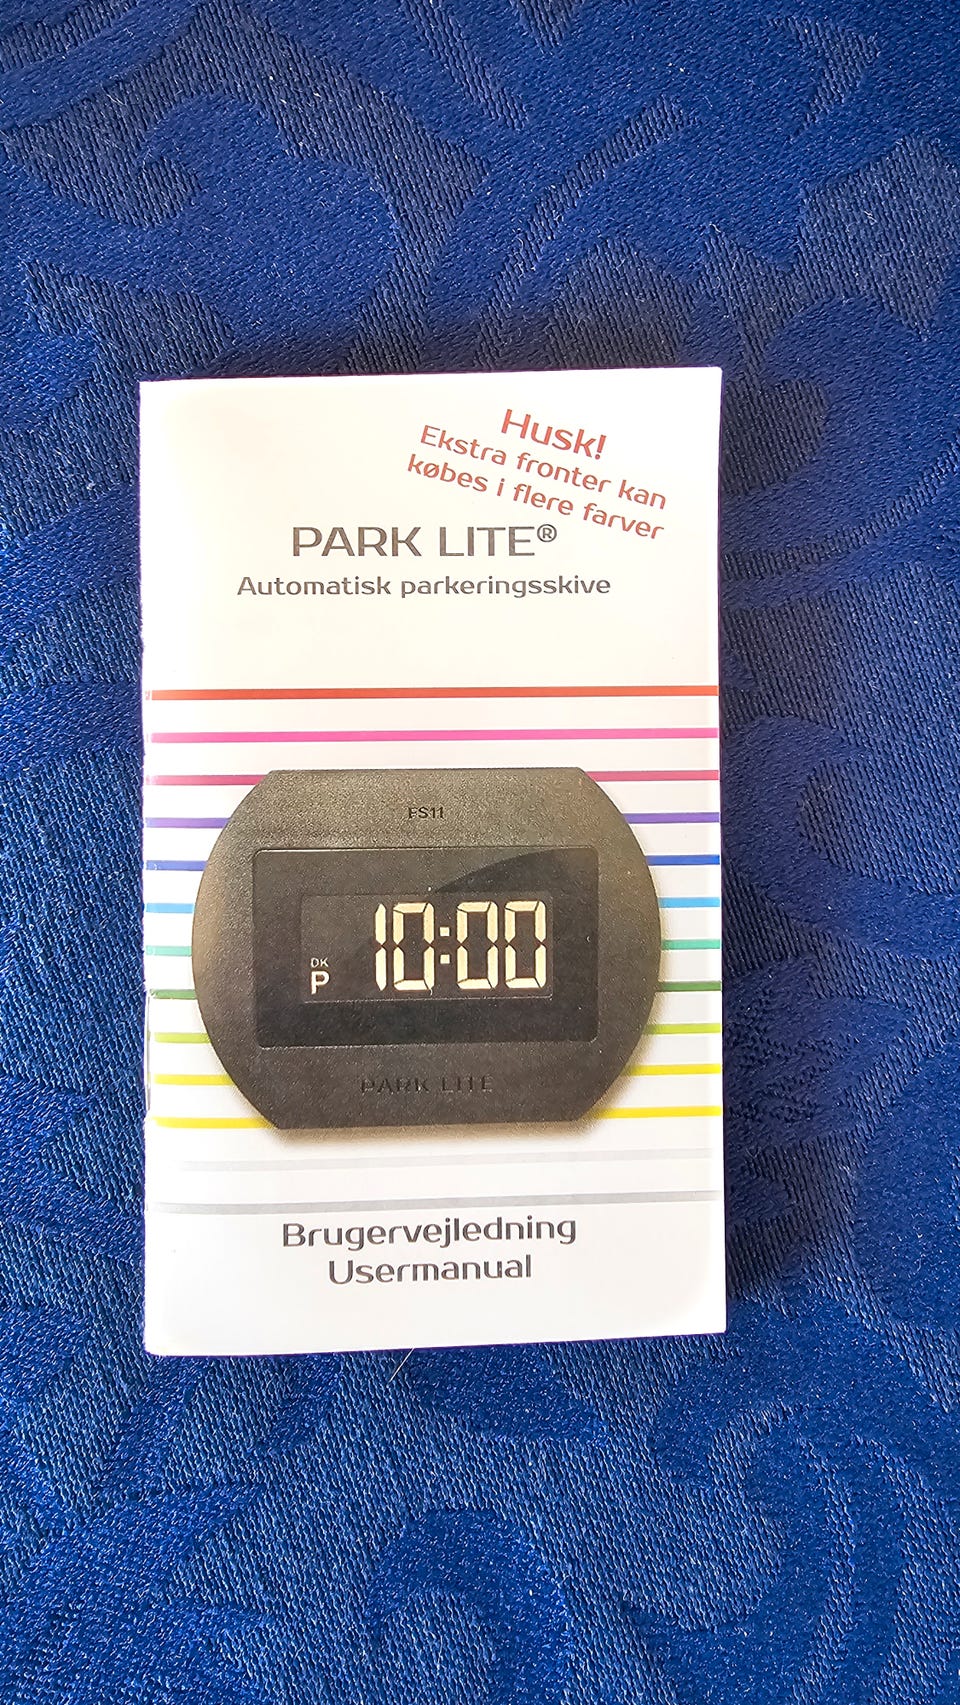 Husk!
Ekstra fronter kan
købes i flere farver
PARK LITE®
Automatisk parkeringsskive
FS11
DK
P
10:00
PARK LITE
Brugervejledning
Usermanual